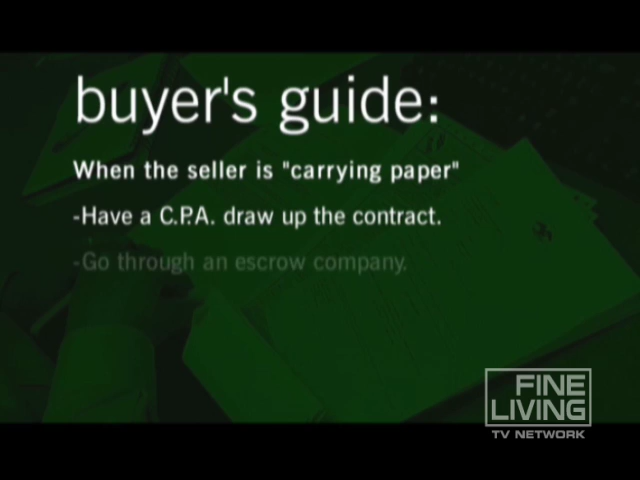 buyer's guide:
When the seller is "carrying paper"
-Have a C.P.A. draw up the contract.
-Go through an escrow company.
FINE
LIVING
TV NETWORK